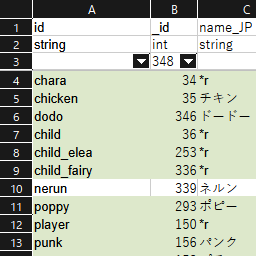 A B C
1 id _id name_JP
2 string int string
3 348
4 chara 34 *r
5 chicken 35 チキン
6 dodo 346 ドードー
7 child 36 *r
8 child_elea 253 *r
9 child_fairy 336 *r
10 nerun 339 ネルン
11 poppy 293 ポピー
12 player 150 *r
13 punk 156 パンク